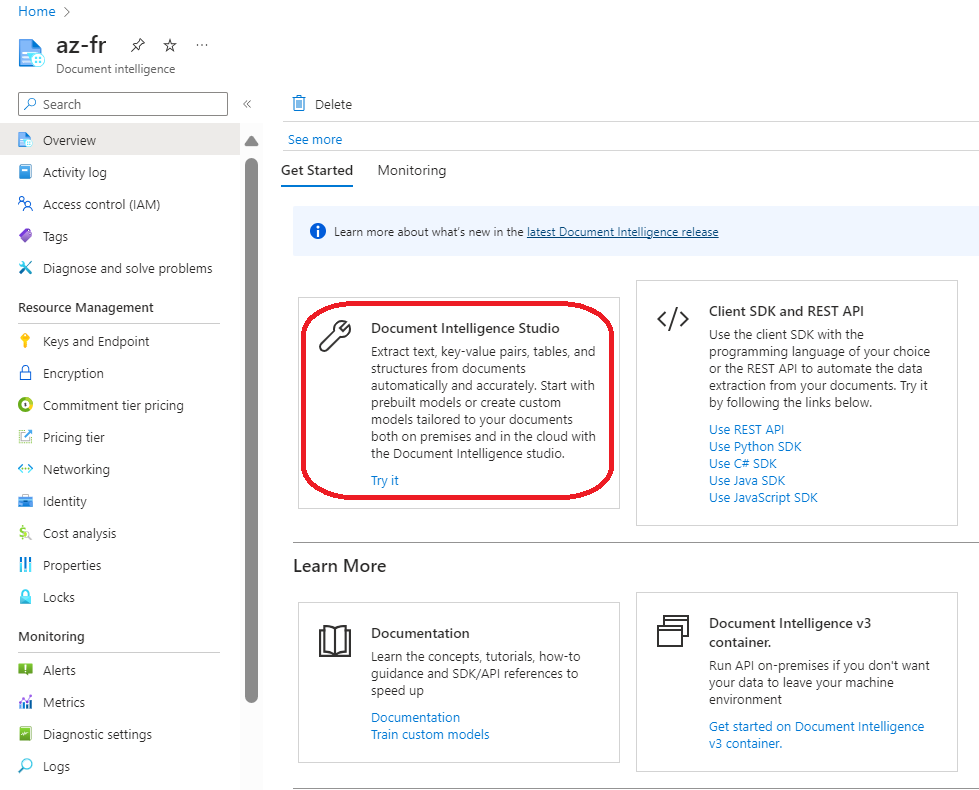 Home
az-fr
Document intelligence
Search
Overview
Activity log
Access control (IAM)
Tags
Diagnose and solve problems
Resource Management
Keys and Endpoint
Encryption
Commitment tier pricing
Pricing tier
Networking
Identity
Cost analysis
Properties
Locks
Monitoring
Alerts
Metrics
Diagnostic settings
Logs
Delete
See more
Get Started
Monitoring
Learn more about what's new in the latest Document Intelligence release
Document Intelligence Studio
Extract text, key-value pairs, tables, and
structures from documents
automatically and accurately. Start with
prebuilt models or create custom
models tailored to your documents
both on premises and in the cloud with
the Document Intelligence studio.
Try it
Client SDK and REST API
Use the client SDK with the
programming language of your choice
or the REST API to automate the data
extraction from your documents. Try it
by following the links below.
Use REST API
Use Python SDK
Use C# SDK
Use Java SDK
Use JavaScript SDK
Learn More
Documentation
Learn the concepts, tutorials, how-to
guidance and SDK/API references to
speed up
Documentation
Train custom models
Document Intelligence v3
container.
Run API on-premises if you don't want
your data to leave your machine
environment
Get started on Document Intelligence
v3 container.